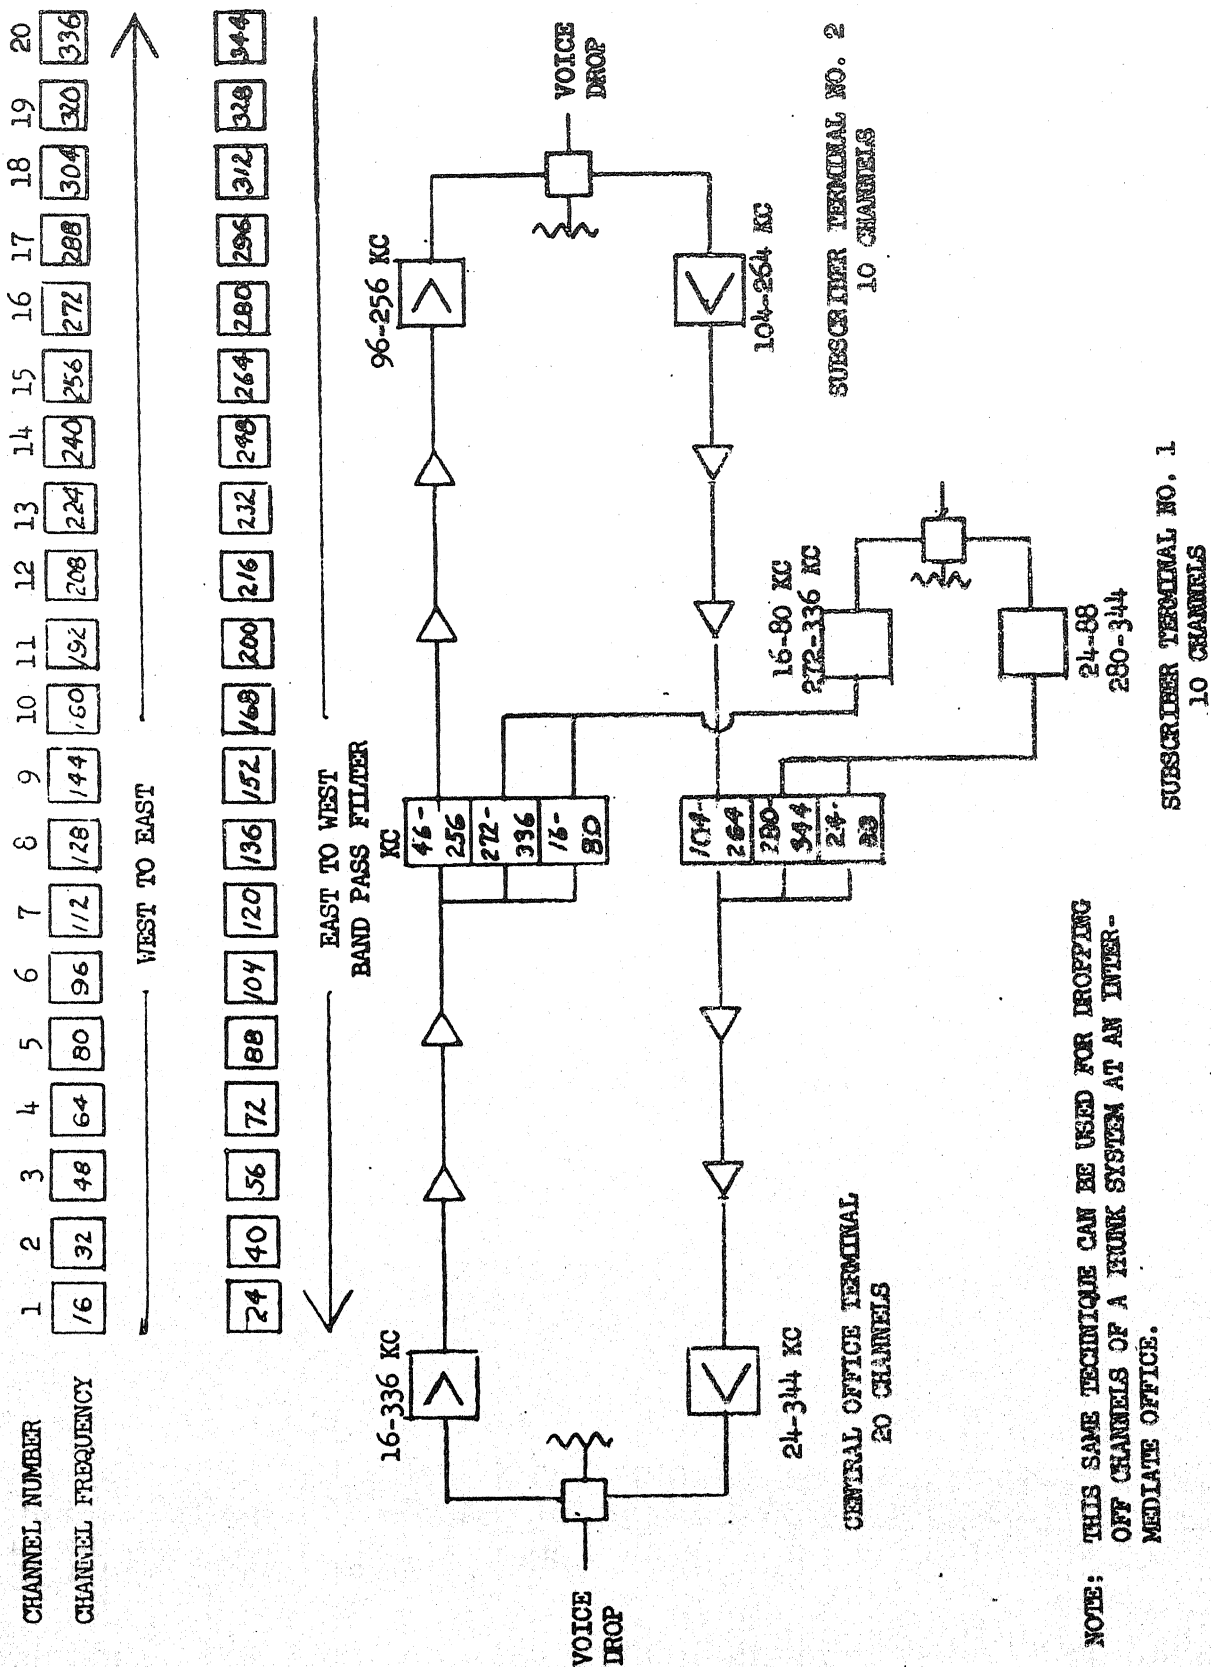 CHANNEL NUMBER 1 2 3 4 5 6 7 8 9 10 11 12 13 14 15 16 17 18 19 20
CHANNEL FREQUENCY 16 32 48 64 80 96 112 128 144 160 192 208 224 240 256 272 288 304 320 336
WEST TO EAST
24 40 56 72 88 104 120 136 152 168 200 216 232 248 264 280 296 312 328 344
EAST TO WEST
BAND PASS FILTER
KC
16-336 KC
46-
256
272-
336
16-
80
96-256 KC
VOICE
DROP
VOICE
DROP
24-344 KC
104-
264
280-
344
24-
88
104-264 KC
16-80 KC
272-336 KC
CENTRAL OFFICE TERMINAL
20 CHANNELS
SUBSCRIBER TERMINAL NO. 2
10 CHANNELS
24-88
280-344
SUBSCRIBER TERMINAL NO. 1
10 CHANNELS
NOTE: THIS SAME TECHNIQUE CAN BE USED FOR DROPPING
OFF CHANNELS OF A TRUNK SYSTEM AT AN INTER-
MEDIATE OFFICE.